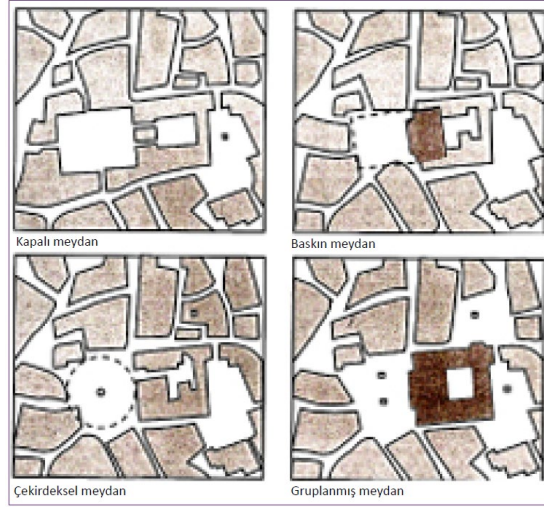 Kapalı meydan
Baskın meydan
Çekirdeksel meydan
Gruplanmış meydan